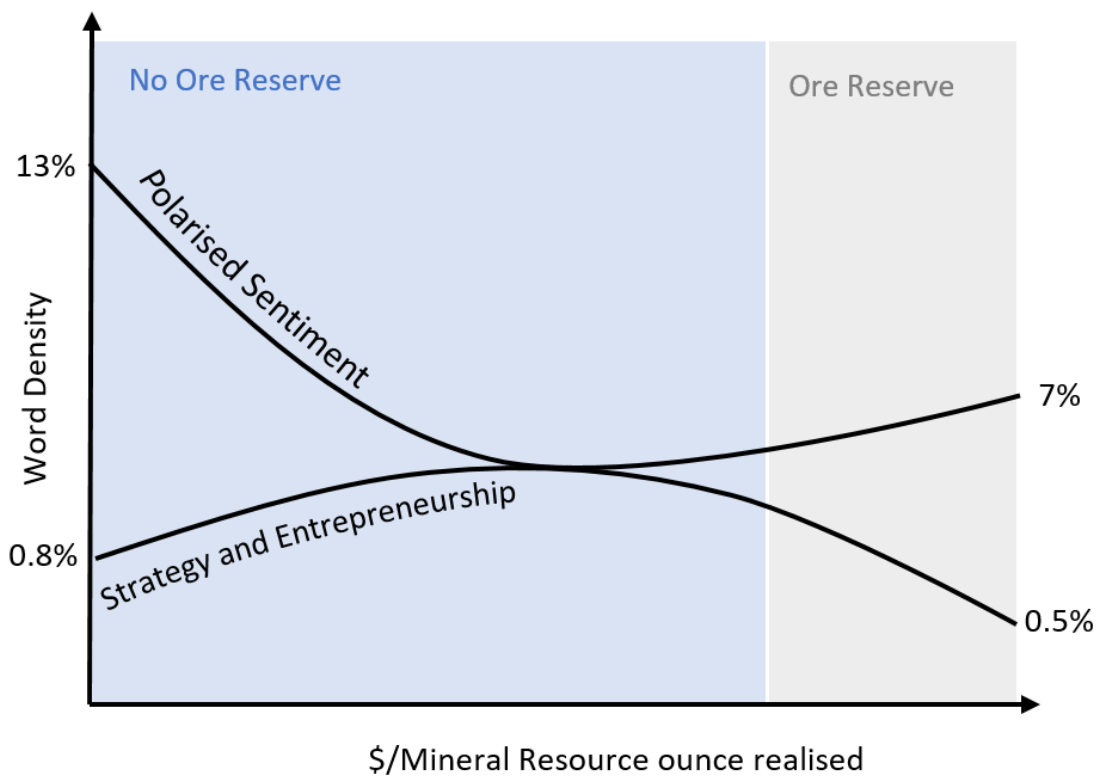 No Ore Reserve
Ore Reserve
13%
Polarised Sentiment
Word Density
7%
Strategy and Entrepreneurship
0.8%
0.5%
$/Mineral Resource ounce realised